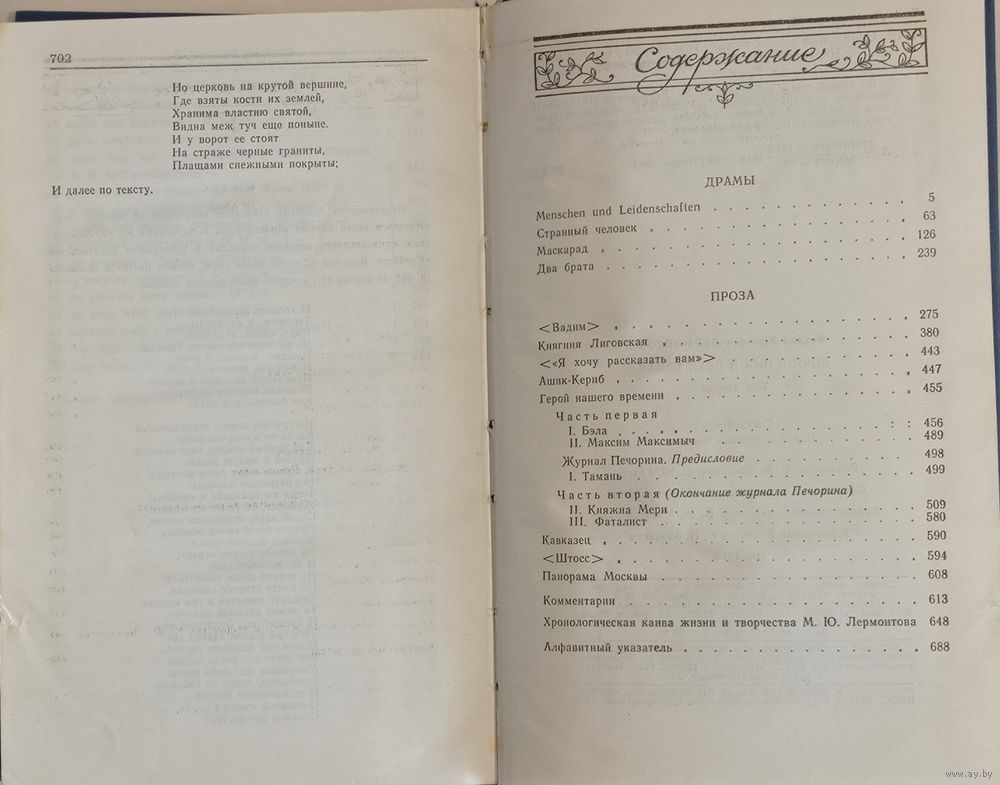 702
Но церковь на крутой вершине,
Где взяты кости их землей,
Хранима властию святой,
Видна меж туч еще поныне.
И у ворот ее стоят
На страже черные граниты,
Плащами снежными покрыты;
И далее по тексту.
Содержание
ДРАМЫ
Menschen und Leidenschaften . . . . . . . . . . . 5
Странный человек . . . . . . . . . . . . . . 63
Маскарад . . . . . . . . . . . . . . . . 126
Два брата . . . . . . . . . . . . . . . . 239
ПРОЗА
<Вадим> . . . . . . . . . . . . . . . . 275
Княгиня Лиговская . . . . . . . . . . . . . 380
<«Я хочу рассказать вам»> . . . . . . . . . . 443
Ашик-Кериб . . . . . . . . . . . . . . . 447
Герой нашего времени . . . . . . . . . . . . 455
Часть первая
I. Бэла . . . . . . . . . . . . . . . 456
II. Максим Максимыч . . . . . . . . . . 489
Журнал Печорина. Предисловие . . . . . . . . 498
I. Тамань . . . . . . . . . . . . . . 499
Часть вторая (Окончание журнала Печорина)
II. Княжна Мери . . . . . . . . . . . . 509
III. Фаталист . . . . . . . . . . . . . 580
Кавказец . . . . . . . . . . . . . . . . 590
<Штосс> . . . . . . . . . . . . . . . . 594
Панорама Москвы . . . . . . . . . . . . . 608
Комментарии . . . . . . . . . . . . . . . 613
Хронологическая канва жизни и творчества М. Ю. Лермонтова 648
Алфавитный указатель . . . . . . . . . . . . 688
www.ay.by